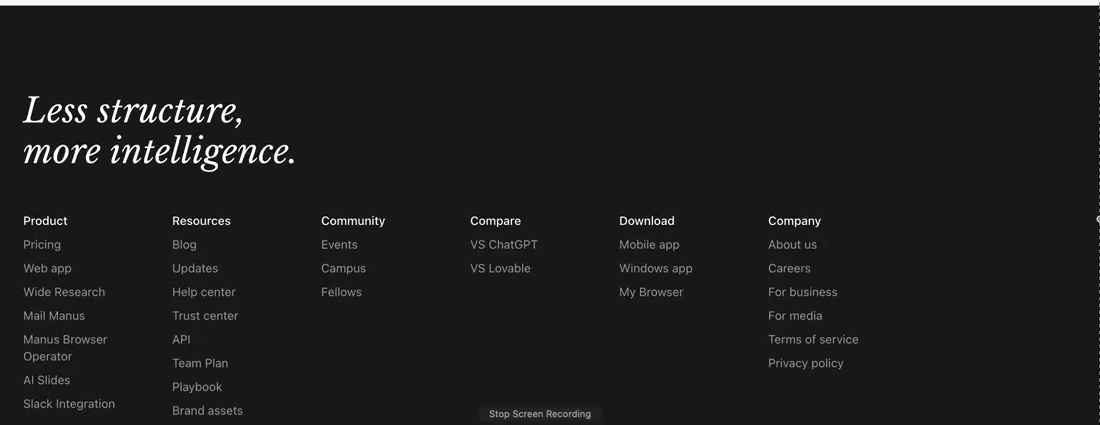 Less structure,
more intelligence.
Product
Pricing
Web app
Wide Research
Mail Manus
Manus Browser
Operator
AI Slides
Slack Integration
Resources
Blog
Updates
Help center
Trust center
API
Team Plan
Playbook
Brand assets
Community
Events
Campus
Fellows
Compare
VS ChatGPT
VS Lovable
Download
Mobile app
Windows app
My Browser
Company
About us
Careers
For business
For media
Terms of service
Privacy policy
Stop Screen Recording